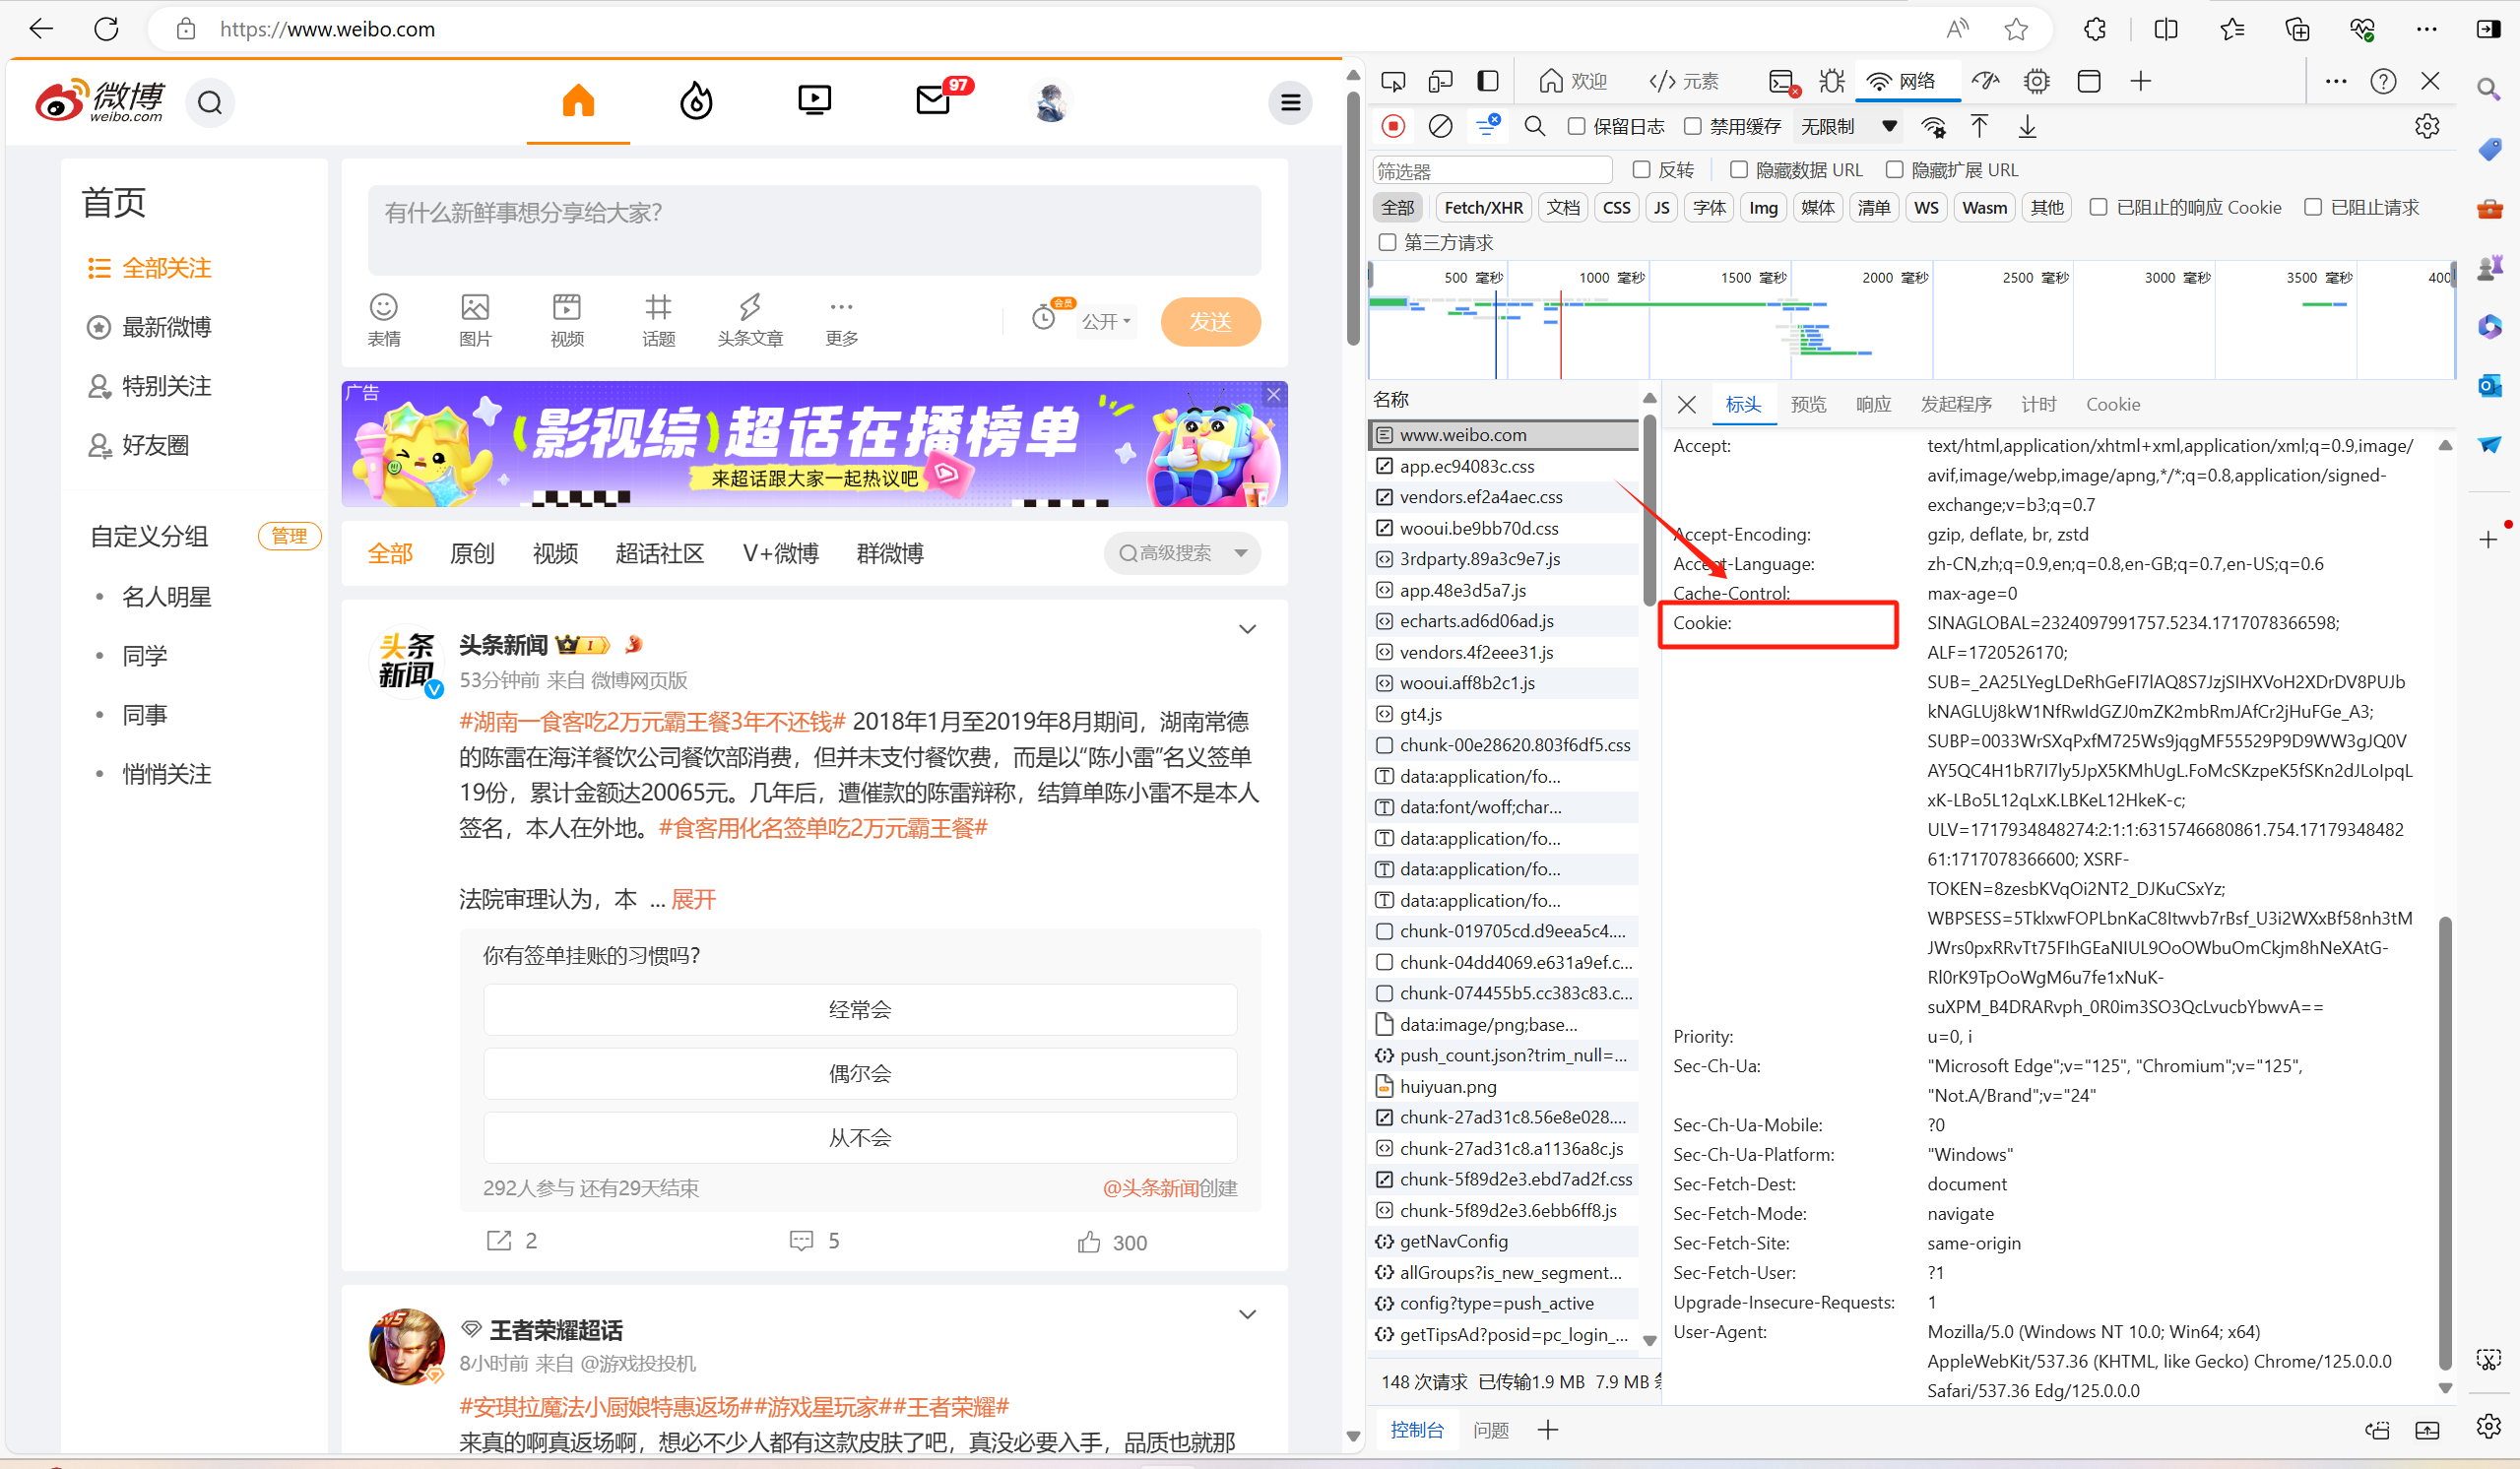 https://www.weibo.com
微博
weibo.com
97
首页
全部关注
最新微博
特别关注
好友圈
自定义分组 管理
名人明星
同学
同事
悄悄关注
有什么新鲜事想分享给大家?
表情 图片 视频 话题 头条文章 更多
会员 公开 发送
广告
影视综 超话在播榜单
来超话跟大家一起热议吧
全部 原创 视频 超话社区 V+微博 群微博 高级搜索
头条新闻
头条新闻 I
53分钟前 来自 微博网页版
#湖南一食客吃2万元霸王餐3年不还钱# 2018年1月至2019年8月期间，湖南常德
的陈雷在海洋餐饮公司餐饮部消费，但并未支付餐饮费，而是以“陈小雷”名义签单
19份，累计金额达20065元。几年后，遭催款的陈雷辩称，结算单陈小雷不是本人
签名，本人在外地。#食客用化名签单吃2万元霸王餐#
法院审理认为，本 ... 展开
你有签单挂账的习惯吗?
经常会
偶尔会
从不会
292人参与 还有29天结束 @头条新闻创建
2 5 300
5v5
王者荣耀超话
8小时前 来自 @游戏投投机
#安琪拉魔法小厨娘特惠返场##游戏星玩家##王者荣耀#
来真的啊真返场啊，想必不少人都有这款皮肤了吧，真没必要入手，品质也就那
欢迎 元素 网络
保留日志 禁用缓存 无限制
筛选器 反转 隐藏数据 URL 隐藏扩展 URL
全部 Fetch/XHR 文档 CSS JS 字体 Img 媒体 清单 WS Wasm 其他 已阻止的响应 Cookie 已阻止请求
第三方请求
500 毫秒 1000 毫秒 1500 毫秒 2000 毫秒 2500 毫秒 3000 毫秒 3500 毫秒 400
名称
www.weibo.com
app.ec94083c.css
vendors.ef2a4aec.css
wooui.be9bb70d.css
3rdparty.89a3c9e7.js
app.48e3d5a7.js
echarts.ad6d06ad.js
vendors.4f2eee31.js
wooui.aff8b2c1.js
gt4.js
chunk-00e28620.803f6df5.css
data:application/fo...
data:font/woff;char...
data:application/fo...
data:application/fo...
data:application/fo...
chunk-019705cd.d9eea5c4....
chunk-04dd4069.e631a9ef.c...
chunk-074455b5.cc383c83.c...
data:image/png;base...
push_count.json?trim_null=...
huiyuan.png
chunk-27ad31c8.56e8e028....
chunk-27ad31c8.a1136a8c.js
chunk-5f89d2e3.ebd7ad2f.css
chunk-5f89d2e3.6ebb6ff8.js
getNavConfig
allGroups?is_new_segment...
config?type=push_active
getTipsAd?posid=pc_login_...
148 次请求 已传输1.9 MB 7.9 MB
标头 预览 响应 发起程序 计时 Cookie
Accept: text/html,application/xhtml+xml,application/xml;q=0.9,image/
avif,image/webp,image/apng,*/*;q=0.8,application/signed-
exchange;v=b3;q=0.7
Accept-Encoding: gzip, deflate, br, zstd
Accept-Language: zh-CN,zh;q=0.9,en;q=0.8,en-GB;q=0.7,en-US;q=0.6
Cache-Control: max-age=0
Cookie: SINAGLOBAL=2324097991757.5234.1717078366598;
ALF=1720526170;
SUB=_2A25LYegLDeRhGeFI7lAQ8S7JzjSIHXVoH2XDrDV8PUJb
kNAGLUj8kW1NfRwldGZJ0mZK2mbRmJAfCr2jHuFGe_A3;
SUBP=0033WrSXqPxfM725Ws9jqgMF55529P9D9WW3gJQ0V
AY5QC4H1bR7I7ly5JpX5KMhUgL.FoMcSKzpeK5fSKn2dJLoIpqL
xK-LBo5L12qLxK.LBKeL12HkeK-c;
ULV=1717934848274:2:1:1:6315746680861.754.17179348482
61:1717078366600; XSRF-
TOKEN=8zesbKVqOi2NT2_DJKuCSxYz;
WBPSESS=5TklxwFOPLbnKaC8Itwvb7rBsf_U3i2WXxBf58nh3tM
JWrs0pxRRvTt75FIhGEaNIUL9OoOWbuOmCkjm8hNeXAtG-
Rl0rK9TpOoWgM6u7fe1xNuK-
suXPM_B4DRARvph_0R0im3SO3QcLvucbYbwvA==
Priority: u=0, i
Sec-Ch-Ua: "Microsoft Edge";v="125", "Chromium";v="125",
"Not.A/Brand";v="24"
Sec-Ch-Ua-Mobile: ?0
Sec-Ch-Ua-Platform: "Windows"
Sec-Fetch-Dest: document
Sec-Fetch-Mode: navigate
Sec-Fetch-Site: same-origin
Sec-Fetch-User: ?1
Upgrade-Insecure-Requests: 1
User-Agent: Mozilla/5.0 (Windows NT 10.0; Win64; x64)
AppleWebKit/537.36 (KHTML, like Gecko) Chrome/125.0.0.0
Safari/537.36 Edg/125.0.0.0
控制台 问题